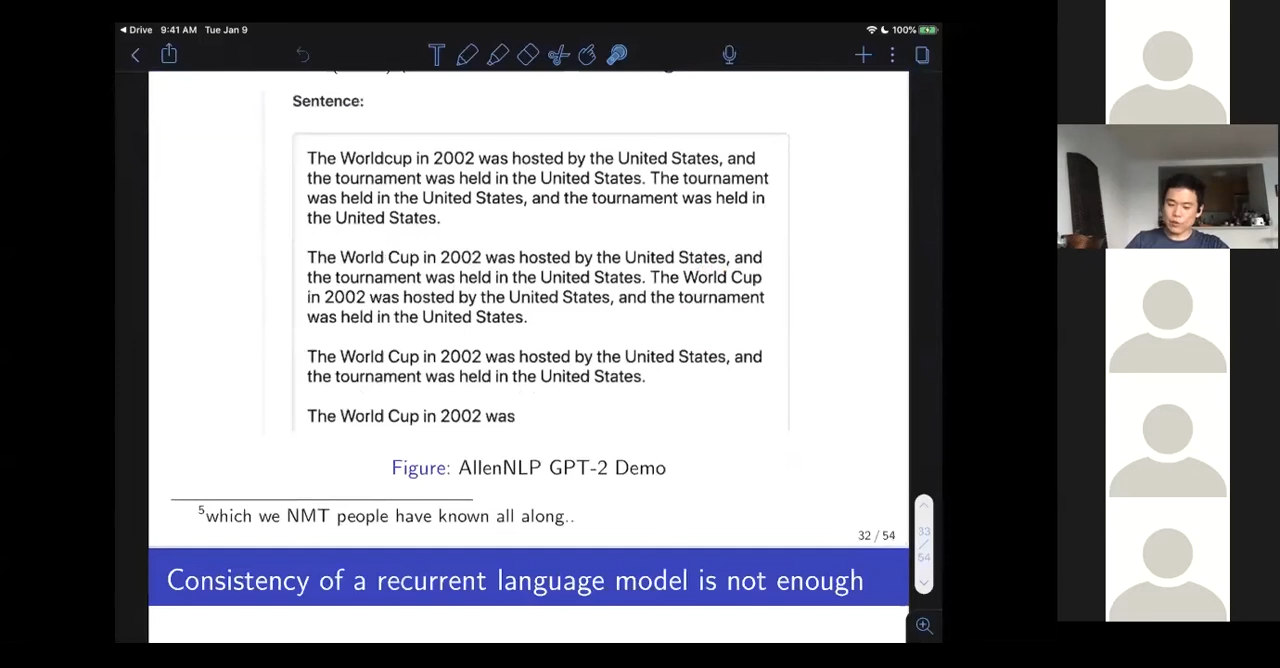 Drive 9:41 AM Tue Jan 9
100%
T
Sentence:
The Worldcup in 2002 was hosted by the United States, and
the tournament was held in the United States. The tournament
was held in the United States, and the tournament was held in
the United States.
The World Cup in 2002 was hosted by the United States, and
the tournament was held in the United States. The World Cup
in 2002 was hosted by the United States, and the tournament
was held in the United States.
The World Cup in 2002 was hosted by the United States, and
the tournament was held in the United States.
The World Cup in 2002 was
Figure: AllenNLP GPT-2 Demo
5which we NMT people have known all along..
32 / 54
33
/
54
Consistency of a recurrent language model is not enough